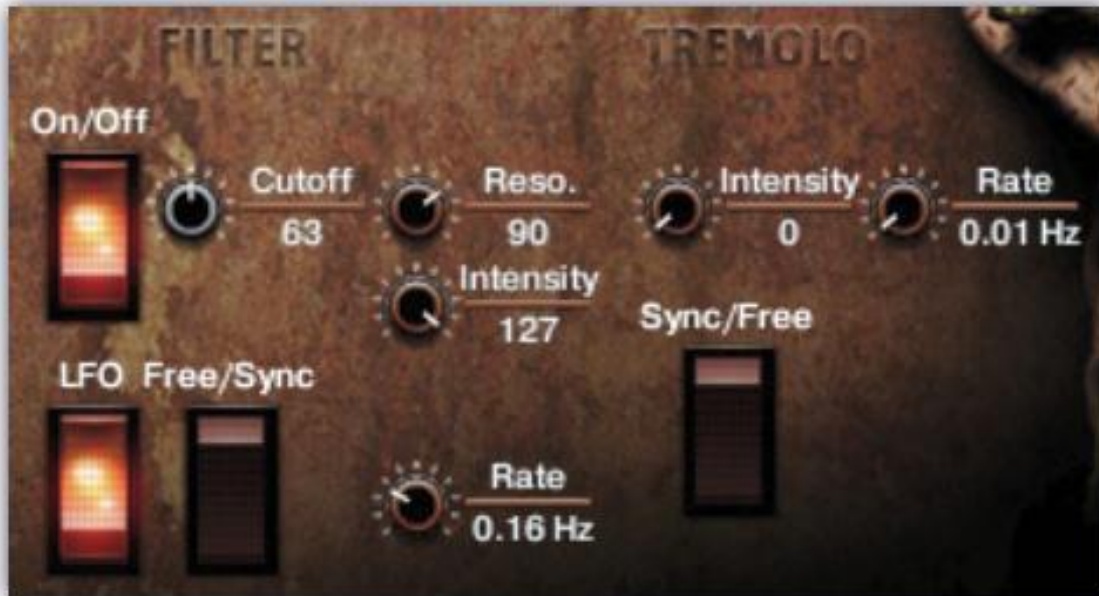 FILTER
TREMOLO
On/Off
Cutoff
63
Reso.
90
Intensity
0
Rate
0.01 Hz
Intensity
127
Sync/Free
LFO Free/Sync
Rate
0.16 Hz